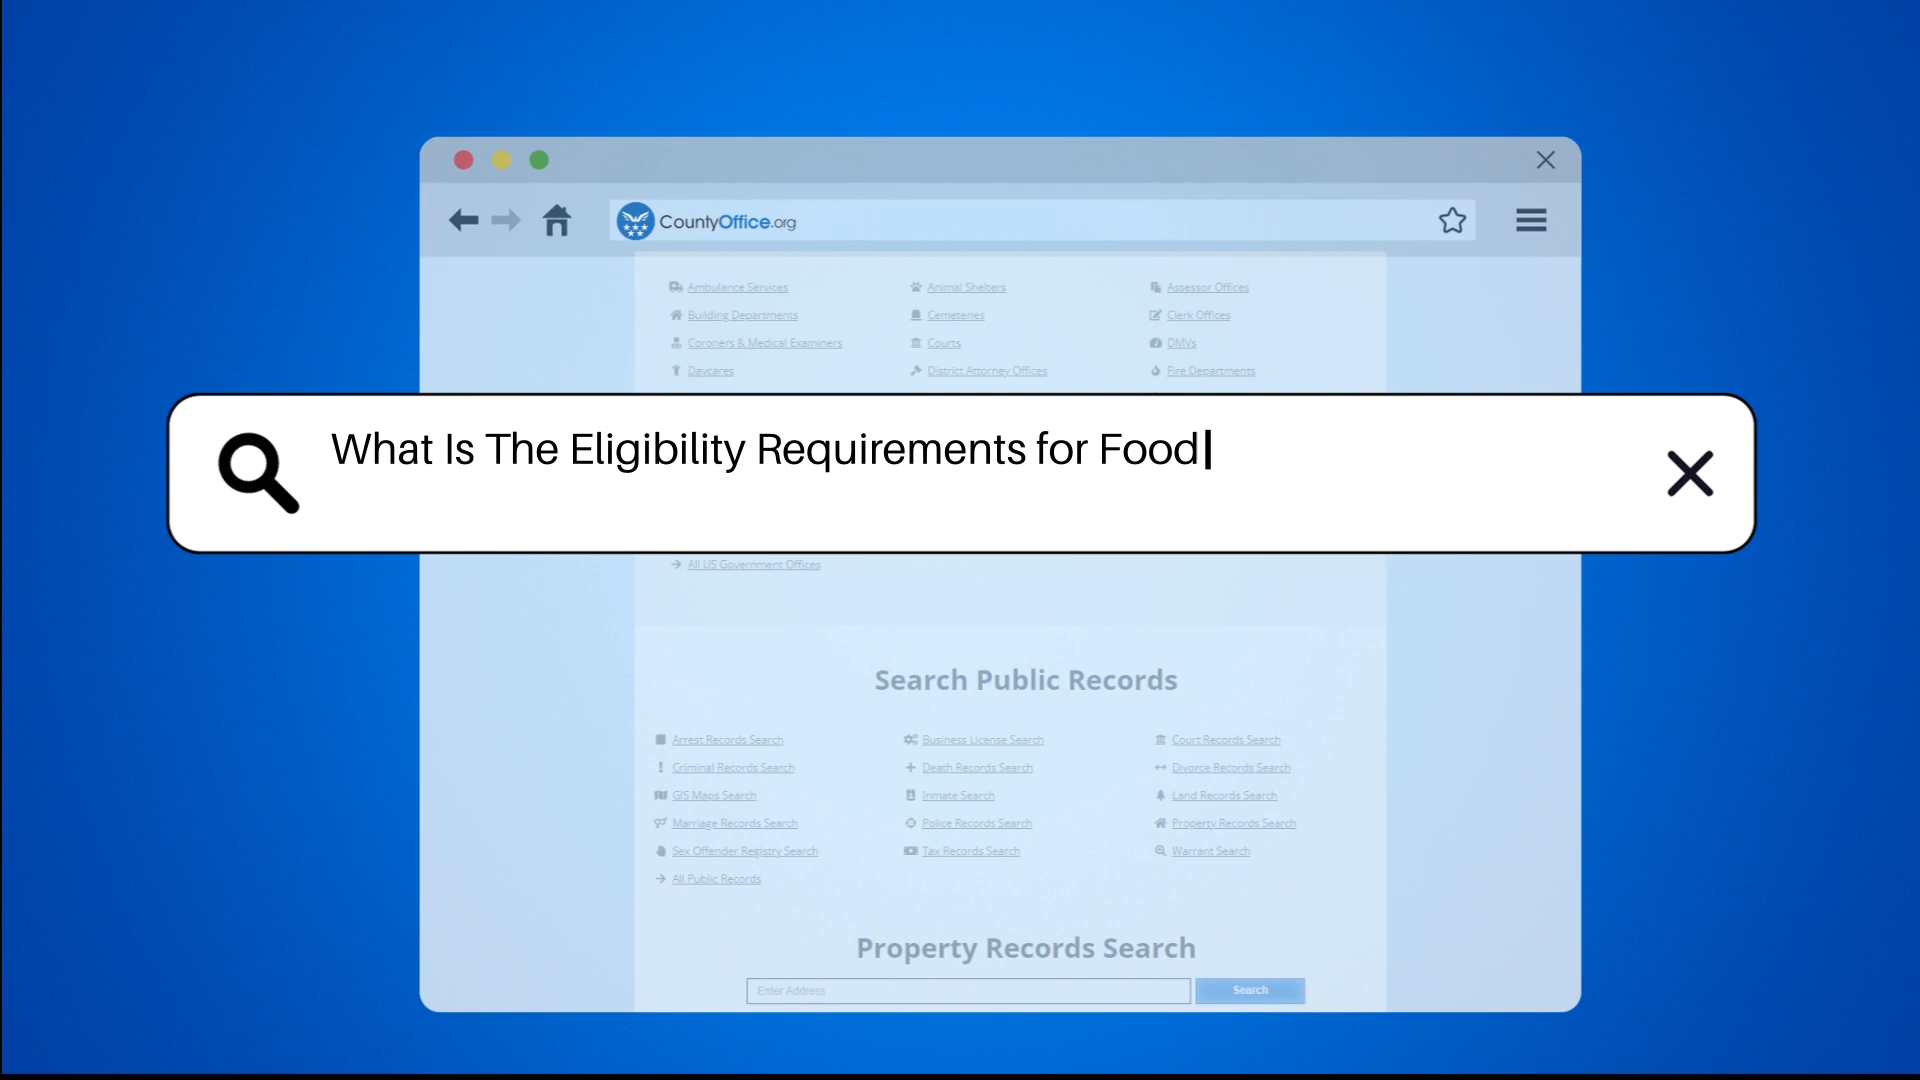 CountyOffice.org
Ambulance Services Animal Shelters Assessor Offices
Building Departments Cemeteries Clerk Offices
Coroners & Medical Examiners Courts DMVs
Daycares District Attorney Offices Fire Departments
What Is The Eligibility Requirements for Food
All US Government Offices
Search Public Records
Arrest Records Search Business License Search Court Records Search
Criminal Records Search Death Records Search Divorce Records Search
GIS Maps Search Inmate Search Land Records Search
Marriage Records Search Police Records Search Property Records Search
Sex Offender Registry Search Tax Records Search Warrant Search
All Public Records
Property Records Search
Enter Address Search